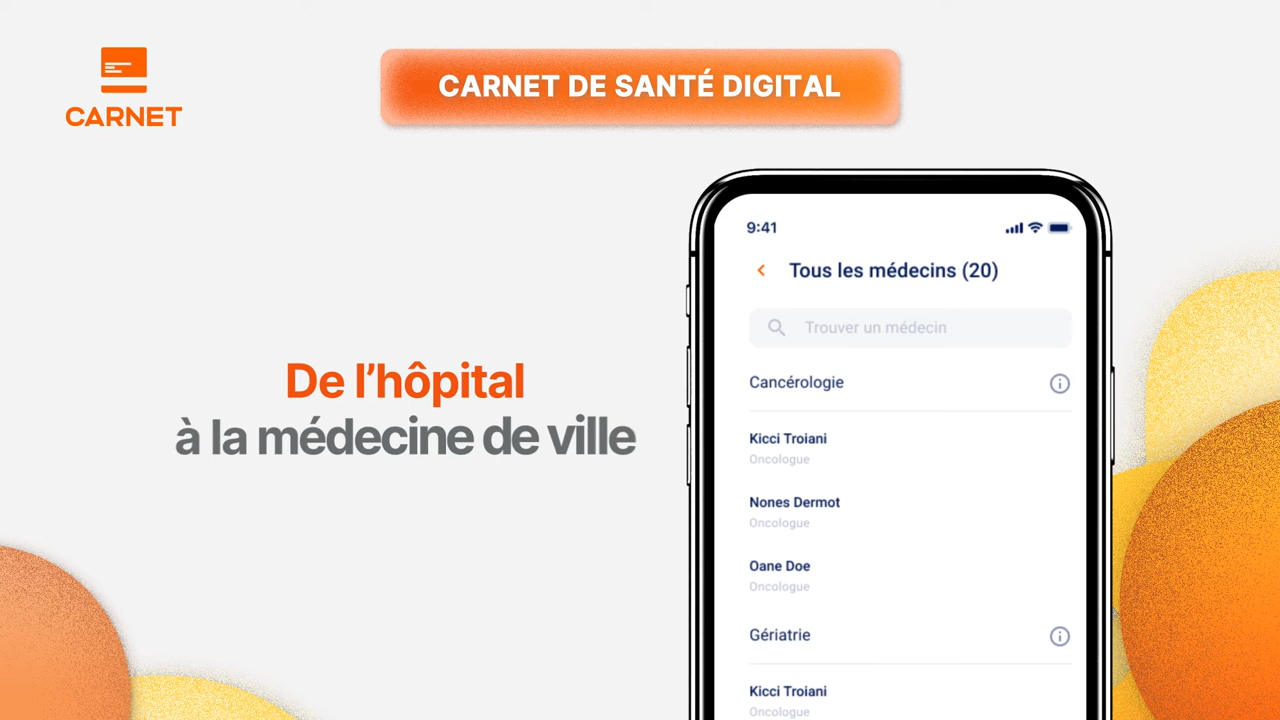 CARNET
CARNET DE SANTÉ DIGITAL
De l’hôpital
à la médecine de ville
9:41
Tous les médecins (20)
Trouver un médecin
Cancérologie
Kicci Troiani
Oncologue
Nones Dermot
Oncologue
Oane Doe
Oncologue
Gériatrie
Kicci Troiani
Oncologue